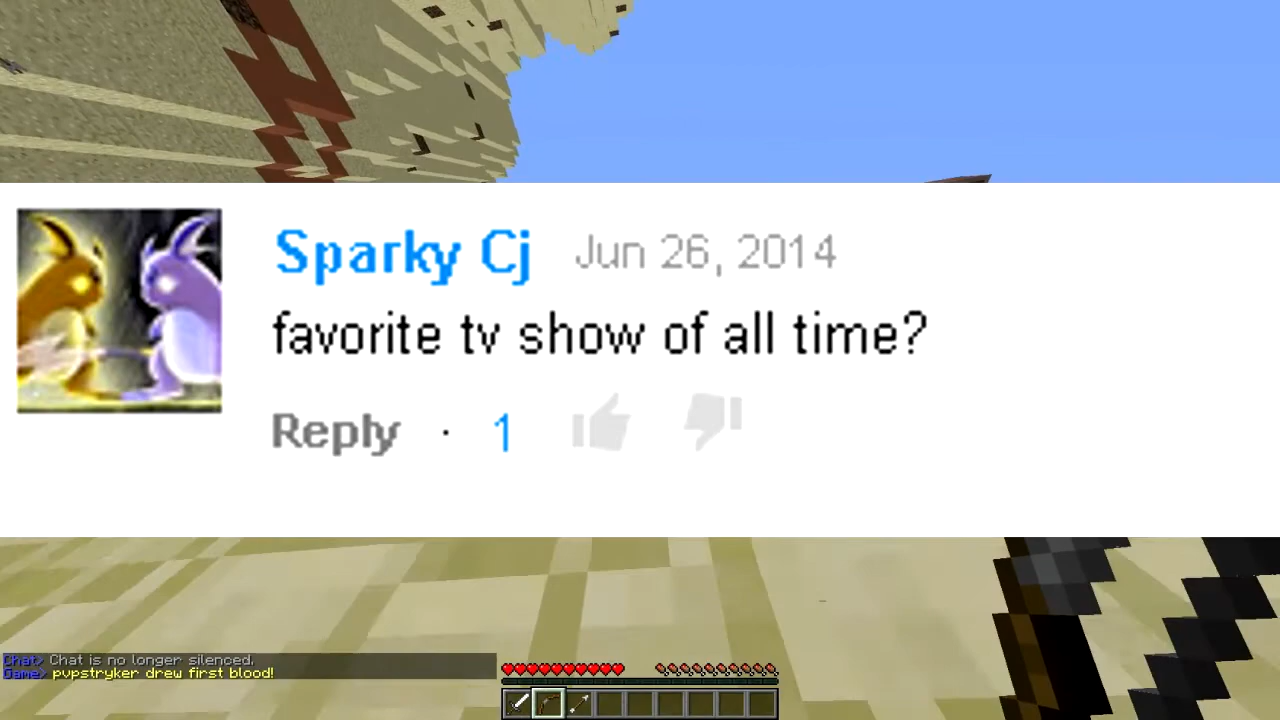 Sparky Cj Jun 26, 2014
favorite tv show of all time?
Reply · 1
Chat> Chat is no longer silenced.
Game> pvpstryker drew first blood!